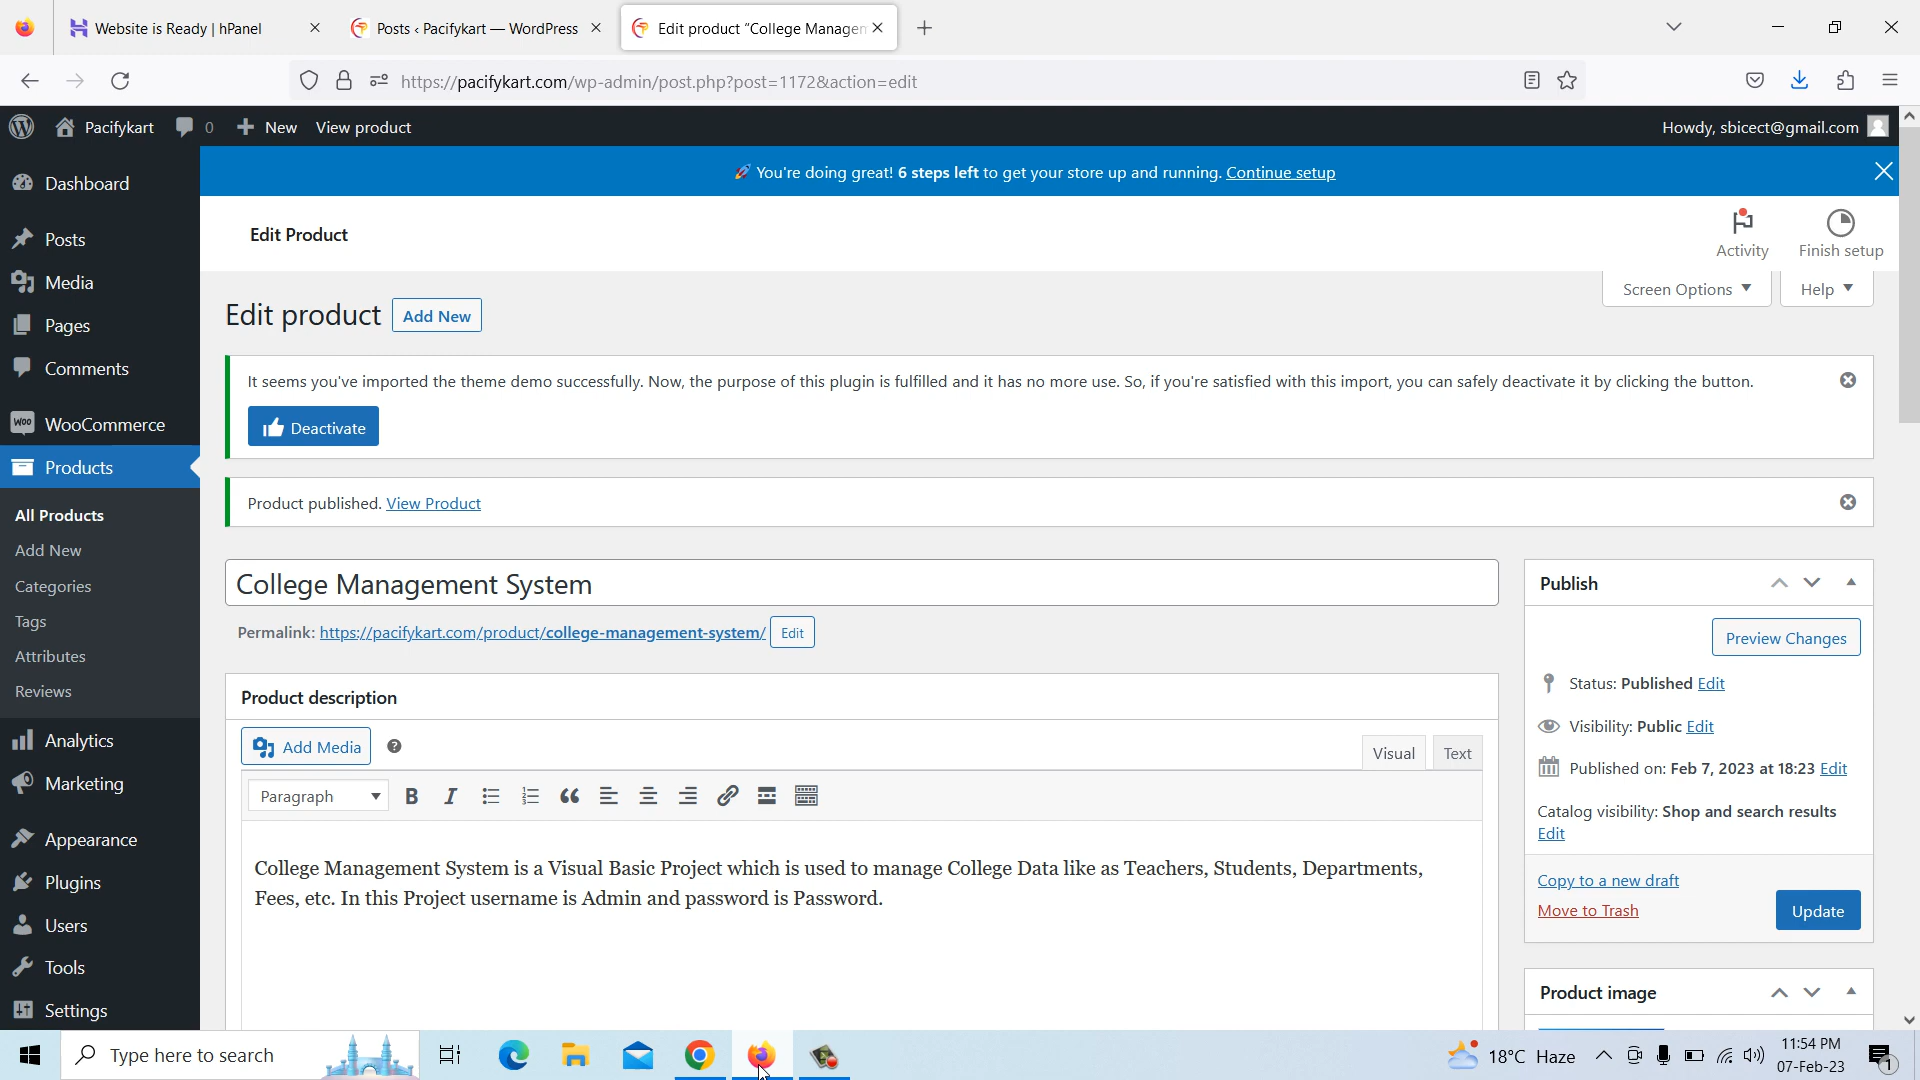 Website is Ready | hPanel
Posts ‹ Pacifykart — WordPress
Edit product “College Managen
https://pacifykart.com/wp-admin/post.php?post=1172&action=edit
Pacifykart
0
New
View product
Howdy, sbicect@gmail.com
🚀 You're doing great! 6 steps left to get your store up and running. Continue setup
Edit Product
Activity
Finish setup
Screen Options
Help
Dashboard
Posts
Media
Pages
Comments
Woo WooCommerce
Products
All Products
Add New
Categories
Tags
Attributes
Reviews
Analytics
Marketing
Appearance
Plugins
Users
Tools
Settings
Edit product
Add New
It seems you've imported the theme demo successfully. Now, the purpose of this plugin is fulfilled and it has no more use. So, if you're satisfied with this import, you can safely deactivate it by clicking the button.
Deactivate
Product published. View Product
College Management System
Permalink: https://pacifykart.com/product/college-management-system/ Edit
Product description
Add Media
Visual
Text
Paragraph
College Management System is a Visual Basic Project which is used to manage College Data like as Teachers, Students, Departments,
Fees, etc. In this Project username is Admin and password is Password.
Publish
Preview Changes
Status: Published Edit
Visibility: Public Edit
Published on: Feb 7, 2023 at 18:23 Edit
Catalog visibility: Shop and search results
Edit
Copy to a new draft
Move to Trash
Update
Product image
Type here to search
18°C Haze
11:54 PM
07-Feb-23
1